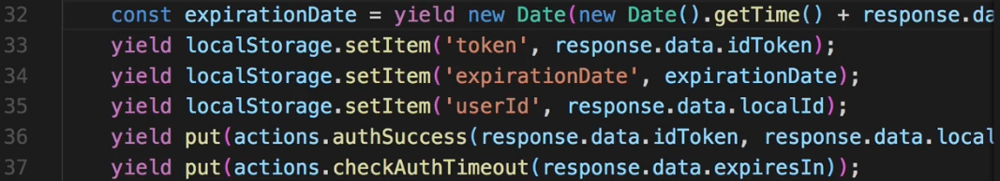 32 const expirationDate = yield new Date(new Date().getTime() + response.da
33 yield localStorage.setItem('token', response.data.idToken);
34 yield localStorage.setItem('expirationDate', expirationDate);
35 yield localStorage.setItem('userId', response.data.localId);
36 yield put(actions.authSuccess(response.data.idToken, response.data.local
37 yield put(actions.checkAuthTimeout(response.data.expiresIn));